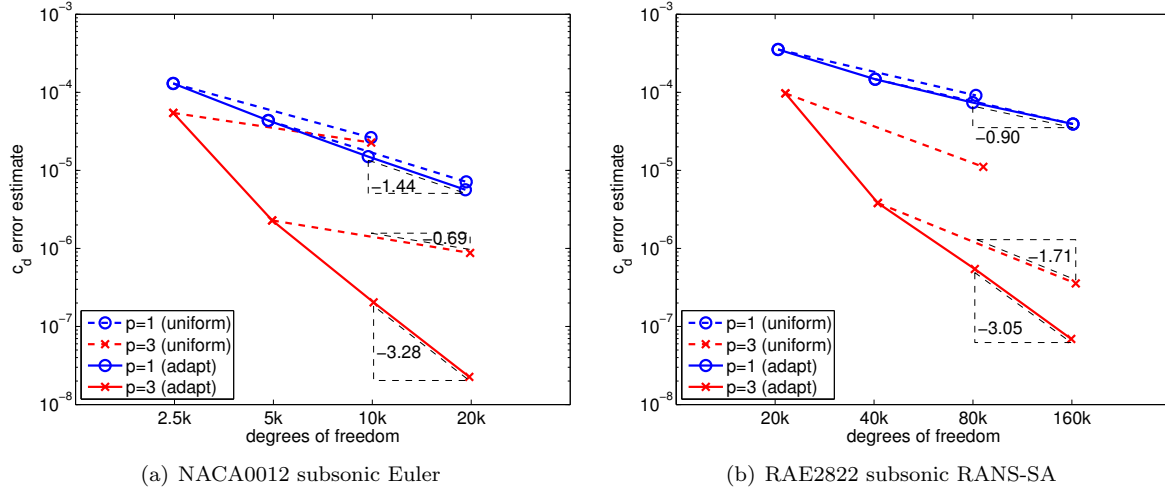 10^-3
10^-4
10^-5
10^-6
10^-7
10^-8
c_d error estimate
−1.44
−0.69
−3.28
p=1 (uniform)
p=3 (uniform)
p=1 (adapt)
p=3 (adapt)
2.5k 5k 10k 20k
degrees of freedom
(a) NACA0012 subsonic Euler
10^-3
10^-4
10^-5
10^-6
10^-7
10^-8
c_d error estimate
−0.90
−1.71
−3.05
p=1 (uniform)
p=3 (uniform)
p=1 (adapt)
p=3 (adapt)
20k 40k 80k 160k
degrees of freedom
(b) RAE2822 subsonic RANS-SA